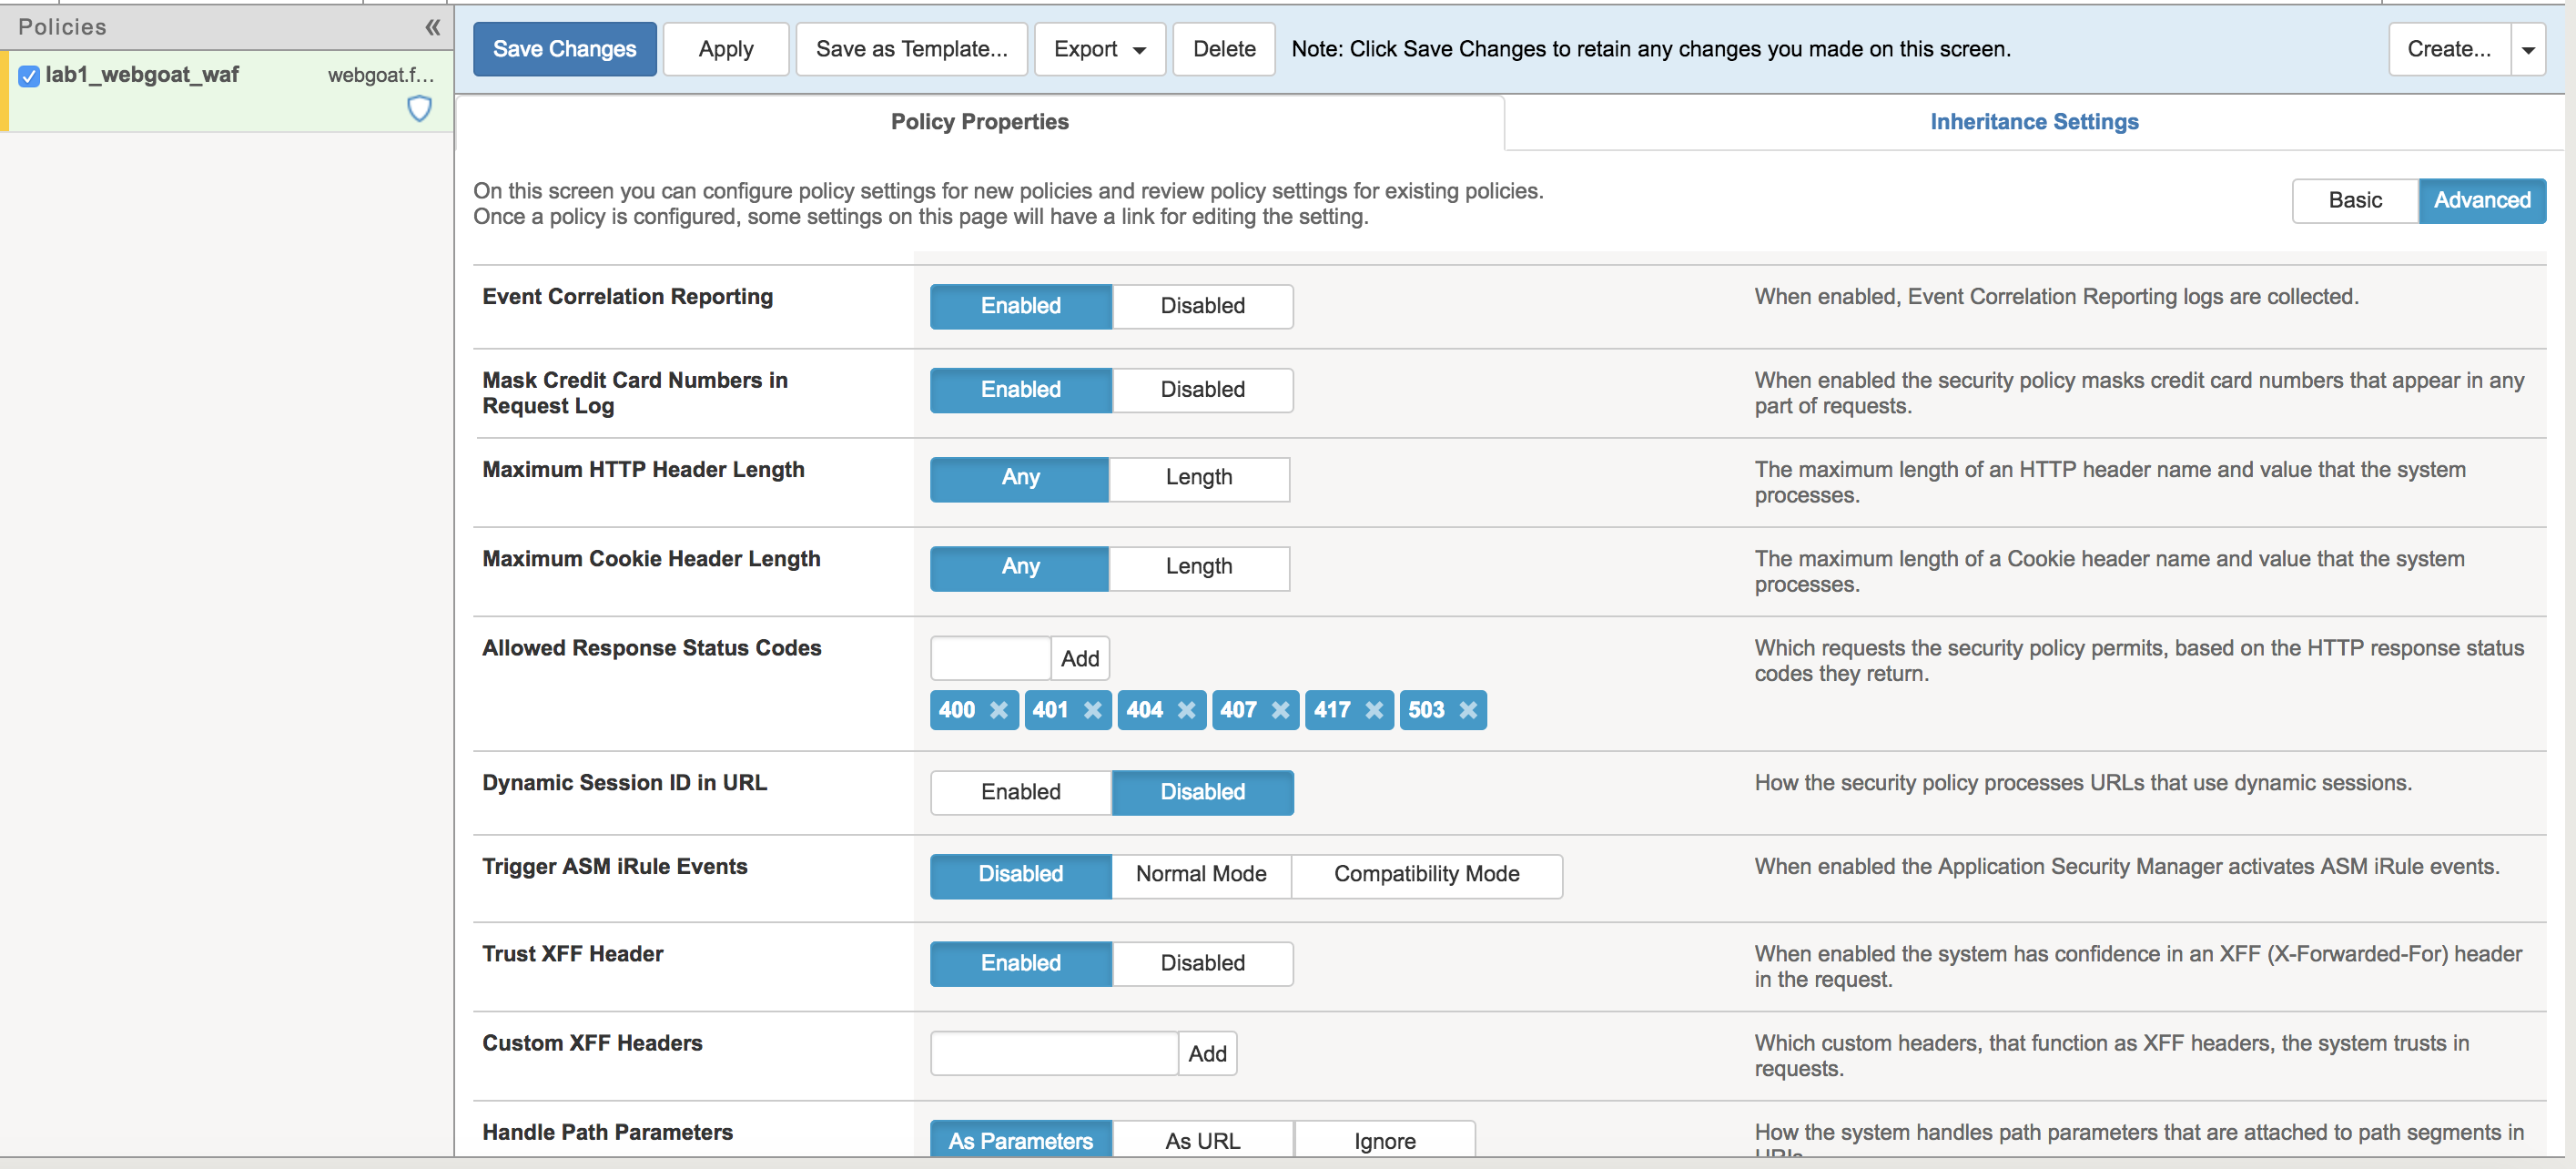 Policies «
lab1_webgoat_waf webgoat.f...
Save Changes Apply Save as Template... Export Delete Note: Click Save Changes to retain any changes you made on this screen. Create...
Policy Properties Inheritance Settings
On this screen you can configure policy settings for new policies and review policy settings for existing policies.
Once a policy is configured, some settings on this page will have a link for editing the setting.
Basic Advanced
Event Correlation Reporting Enabled Disabled When enabled, Event Correlation Reporting logs are collected.
Mask Credit Card Numbers in
Request Log
Enabled Disabled
When enabled the security policy masks credit card numbers that appear in any
part of requests.
Maximum HTTP Header Length Any Length
The maximum length of an HTTP header name and value that the system
processes.
Maximum Cookie Header Length Any Length
The maximum length of a Cookie header name and value that the system
processes.
Allowed Response Status Codes Add
400 401 404 407 417 503
Which requests the security policy permits, based on the HTTP response status
codes they return.
Dynamic Session ID in URL Enabled Disabled How the security policy processes URLs that use dynamic sessions.
Trigger ASM iRule Events Disabled Normal Mode Compatibility Mode When enabled the Application Security Manager activates ASM iRule events.
Trust XFF Header Enabled Disabled
When enabled the system has confidence in an XFF (X-Forwarded-For) header
in the request.
Custom XFF Headers Add
Which custom headers, that function as XFF headers, the system trusts in
requests.
Handle Path Parameters As Parameters As URL Ignore
How the system handles path parameters that are attached to path segments in